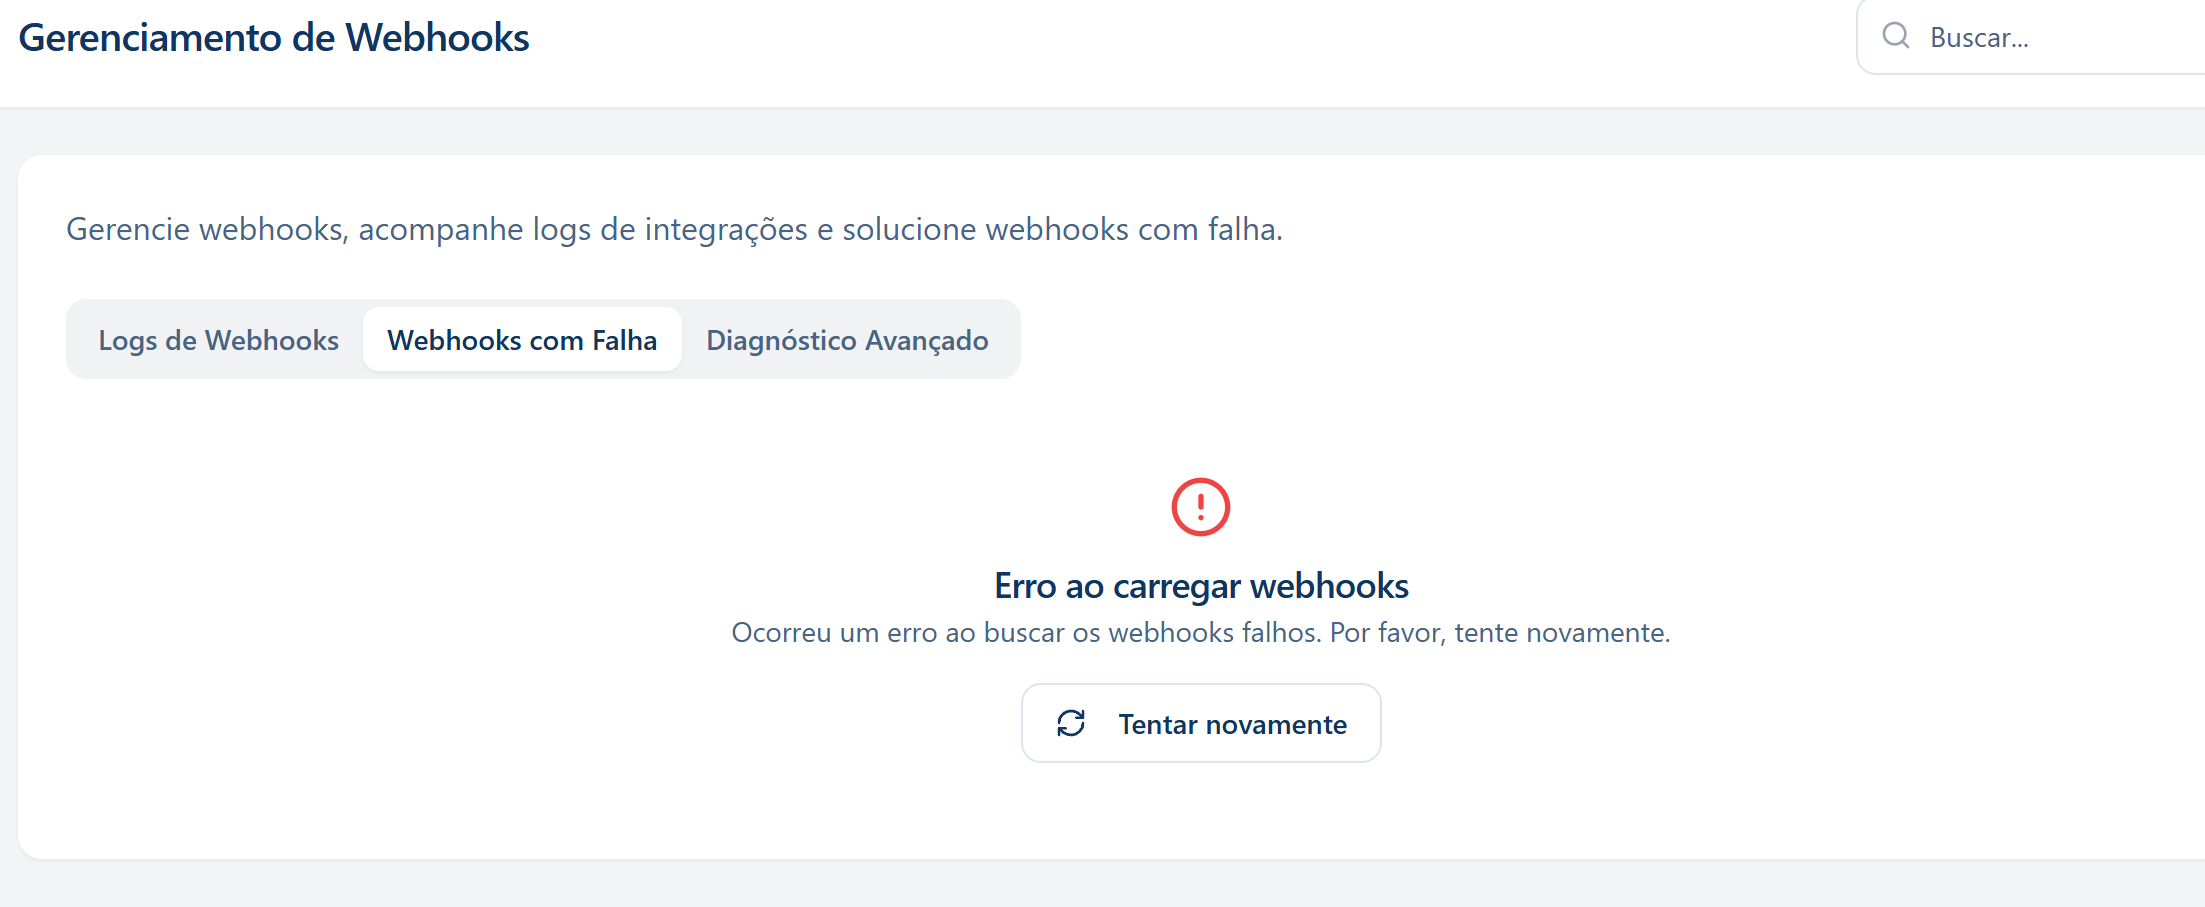 Gerenciamento de Webhooks
Buscar...
Gerencie webhooks, acompanhe logs de integrações e solucione webhooks com falha.
Logs de Webhooks
Webhooks com Falha
Diagnóstico Avançado
Erro ao carregar webhooks
Ocorreu um erro ao buscar os webhooks falhos. Por favor, tente novamente.
Tentar novamente